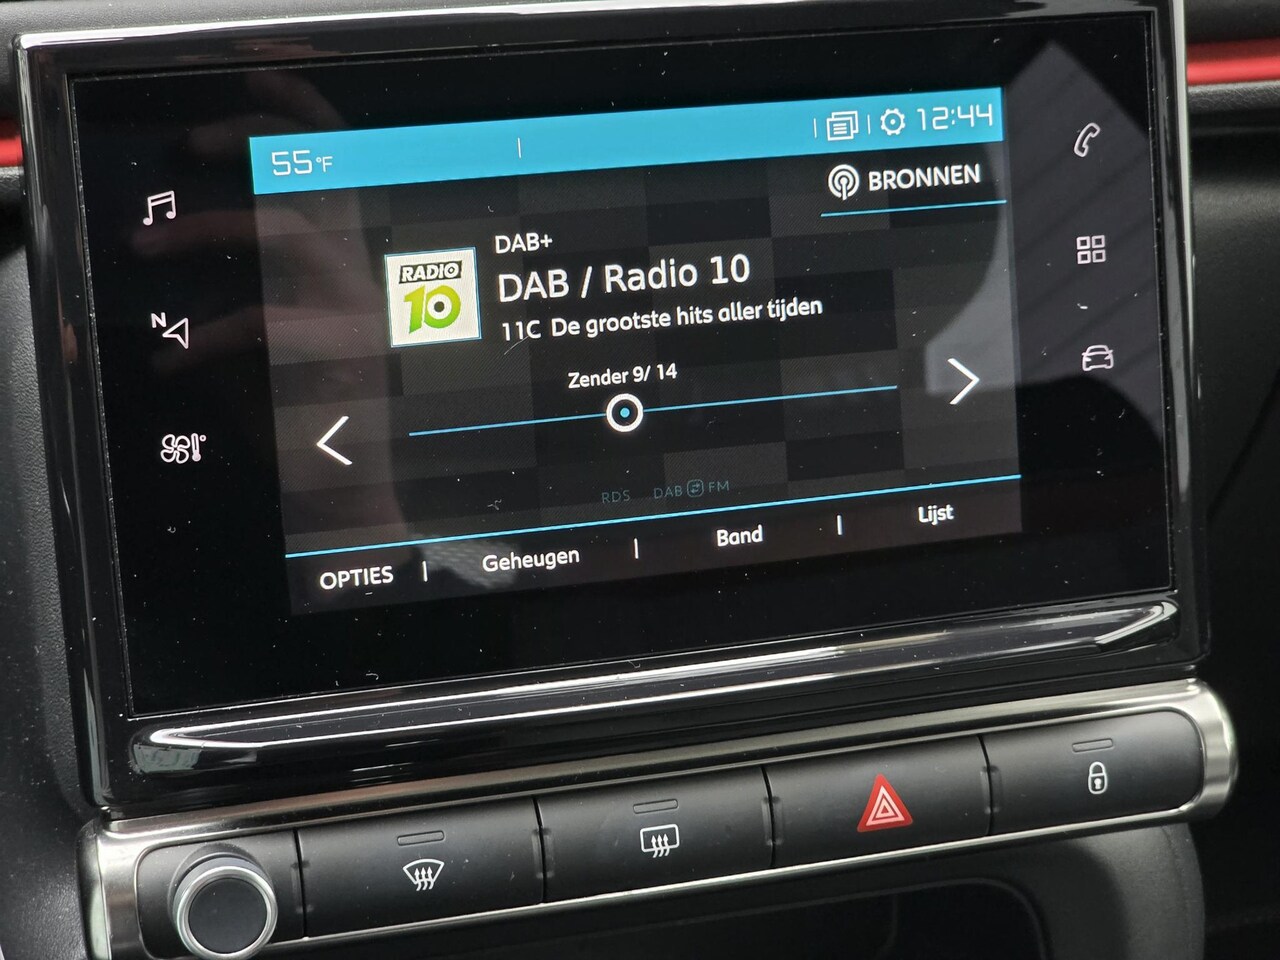 55°F
12:44
BRONNEN
DAB+
RADIO
10
DAB / Radio 10
11C De grootste hits aller tijden
Zender 9/ 14
N
RDS DAB FM
OPTIES | Geheugen | Band | Lijst